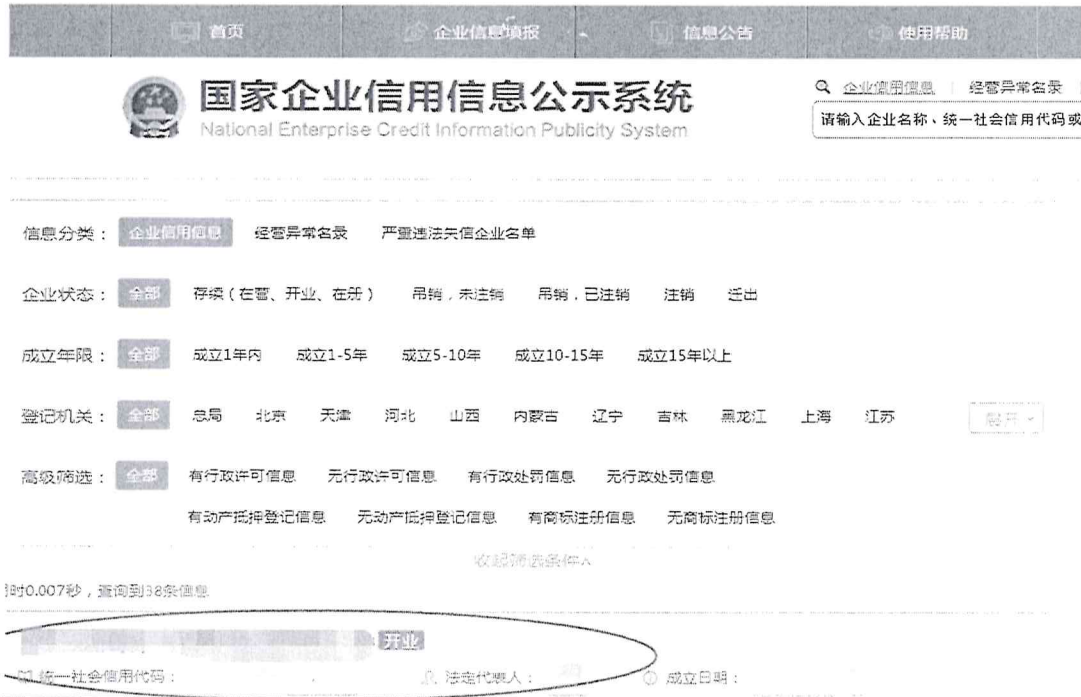 首页 企业信息填报 信息公告 使用帮助
国家企业信用信息公示系统
National Enterprise Credit Information Publicity System
企业信用信息 经营异常名录
请输入企业名称、统一社会信用代码或
信息分类： 企业信用信息 经营异常名录 严重违法失信企业名单
企业状态： 全部 存续（在营、开业、在册） 吊销，未注销 吊销，已注销 注销 迁出
成立年限： 全部 成立1年内 成立1-5年 成立5-10年 成立10-15年 成立15年以上
登记机关： 全部 总局 北京 天津 河北 山西 内蒙古 辽宁 吉林 黑龙江 上海 江苏 展开
高级筛选： 全部 有行政许可信息 无行政许可信息 有行政处罚信息 无行政处罚信息
有动产抵押登记信息 无动产抵押登记信息 有商标注册信息 无商标注册信息
收起筛选条件
用时0.007秒，查询到38条信息
开业
统一社会信用代码： 法定代表人： 成立日期：